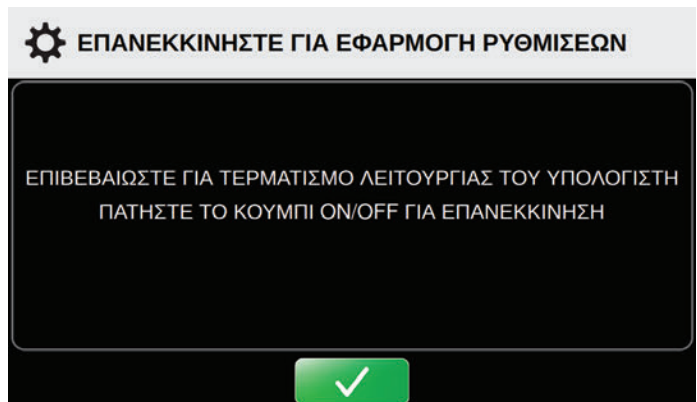 ΕΠΑΝΕΚΚΙΝΗΣΤΕ ΓΙΑ ΕΦΑΡΜΟΓΗ ΡΥΘΜΙΣΕΩΝ
ΕΠΙΒΕΒΑΙΩΣΤΕ ΓΙΑ ΤΕΡΜΑΤΙΣΜΟ ΛΕΙΤΟΥΡΓΙΑΣ ΤΟΥ ΥΠΟΛΟΓΙΣΤΗ
ΠΑΤΗΣΤΕ ΤΟ ΚΟΥΜΠΙ ON/OFF ΓΙΑ ΕΠΑΝΕΚΚΙΝΗΣΗ